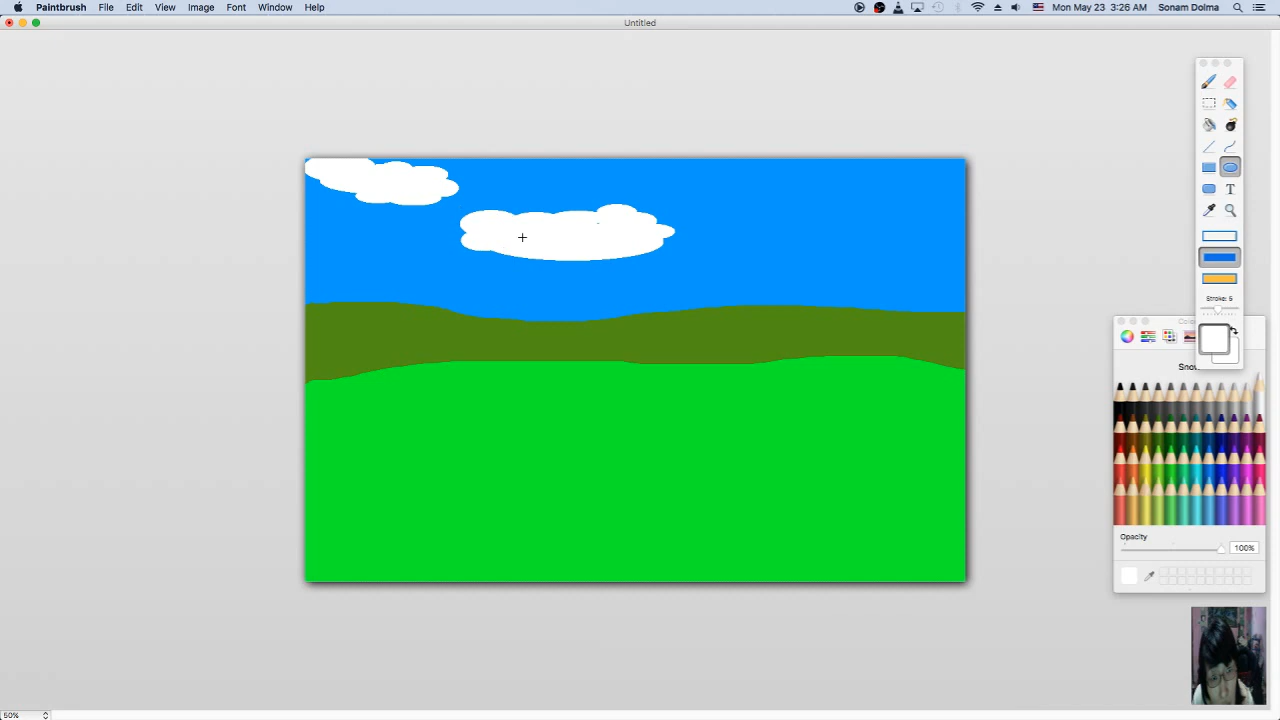 Paintbrush File Edit View Image Font Window Help Mon May 23 3:26 AM Sonam Dolma
Untitled
T
Stroke: 5
Opacity
100%
50%